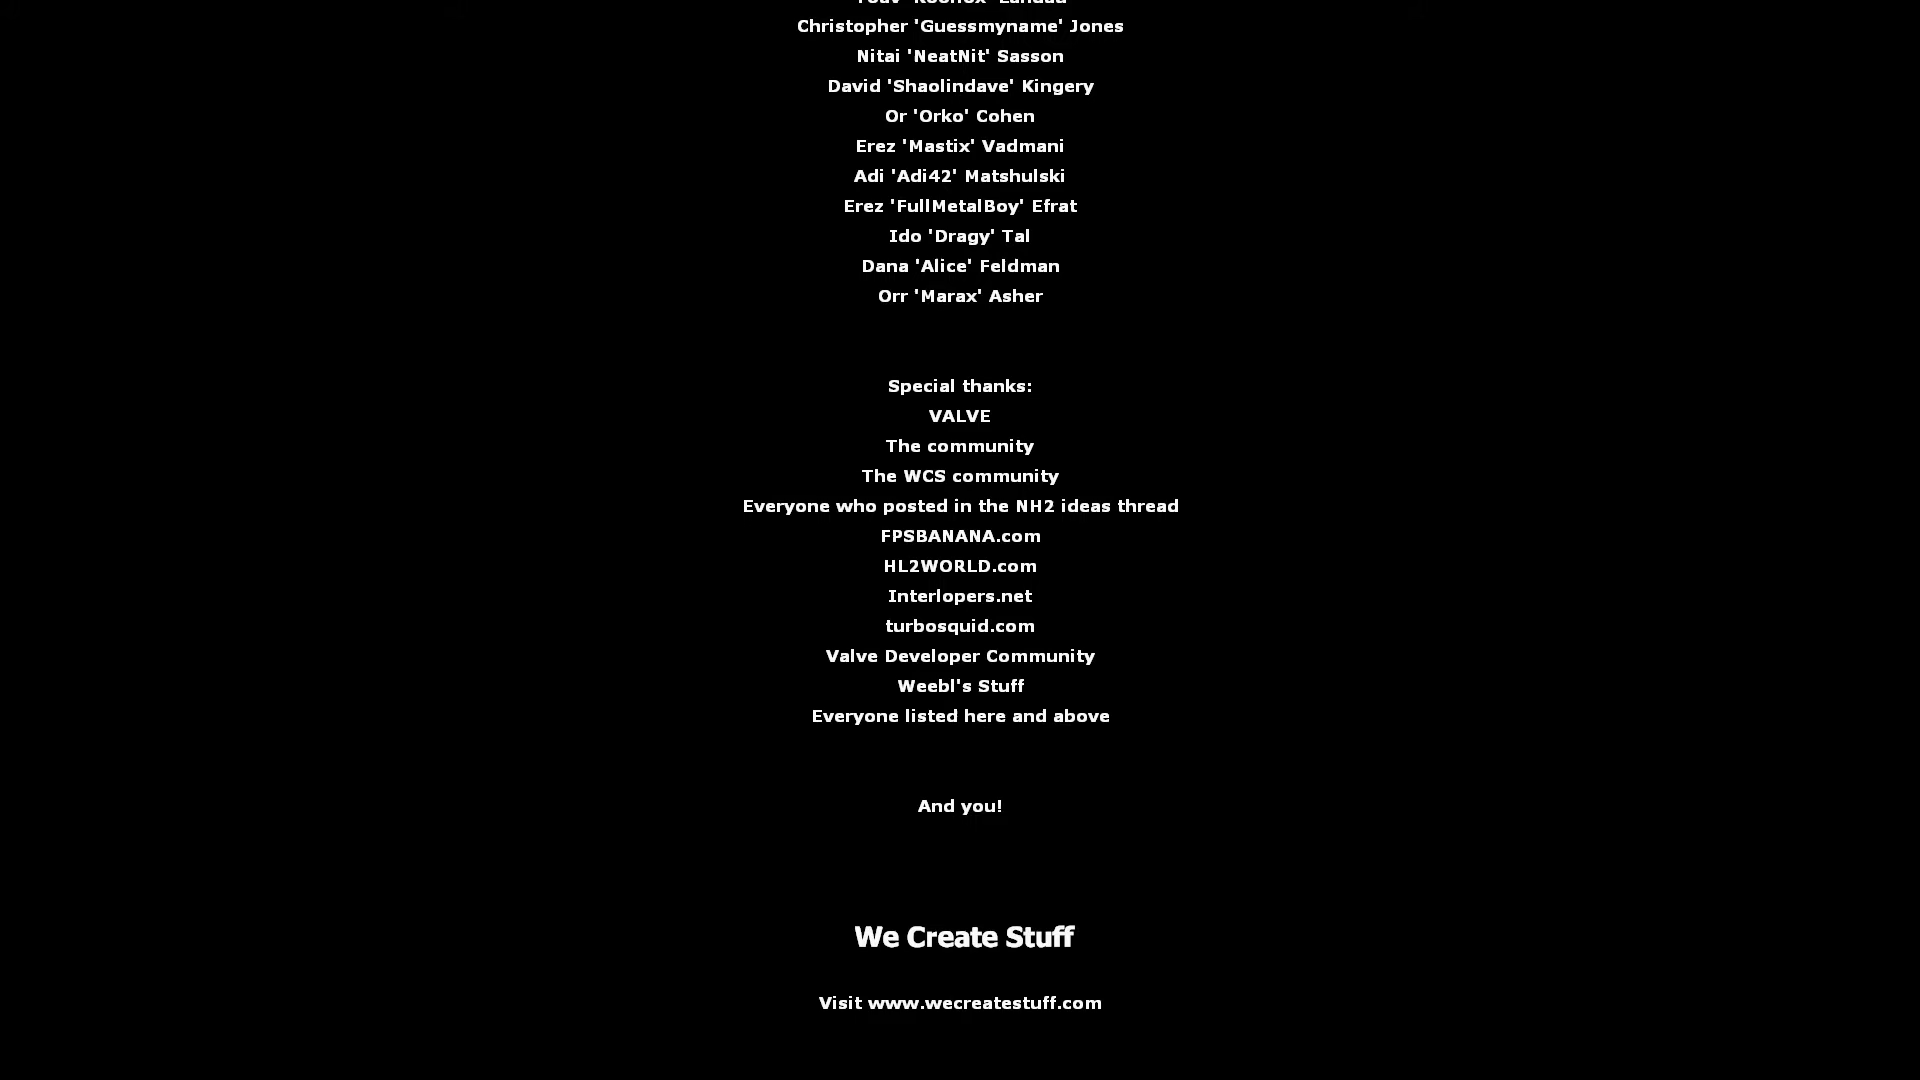 Christopher 'Guessmyname' Jones
Nitai 'NeatNit' Sasson
David 'Shaolindave' Kingery
Or 'Orko' Cohen
Erez 'Mastix' Vadmani
Adi 'Adi42' Matshulski
Erez 'FullMetalBoy' Efrat
Ido 'Dragy' Tal
Dana 'Alice' Feldman
Orr 'Marax' Asher
Special thanks:
VALVE
The community
The WCS community
Everyone who posted in the NH2 ideas thread
FPSBANANA.com
HL2WORLD.com
Interlopers.net
turbosquid.com
Valve Developer Community
Weebl's Stuff
Everyone listed here and above
And you!
We Create Stuff
Visit www.wecreatestuff.com